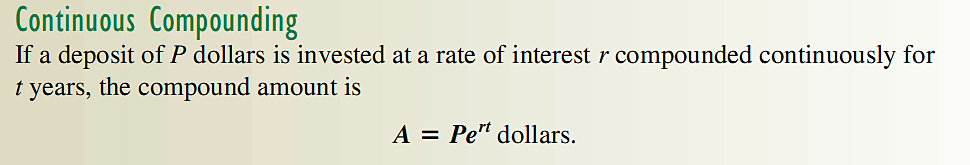 Continuous Compounding
If a deposit of P dollars is invested at a rate of interest r compounded continuously for
t years, the compound amount is
A = Pe^{rt} dollars.